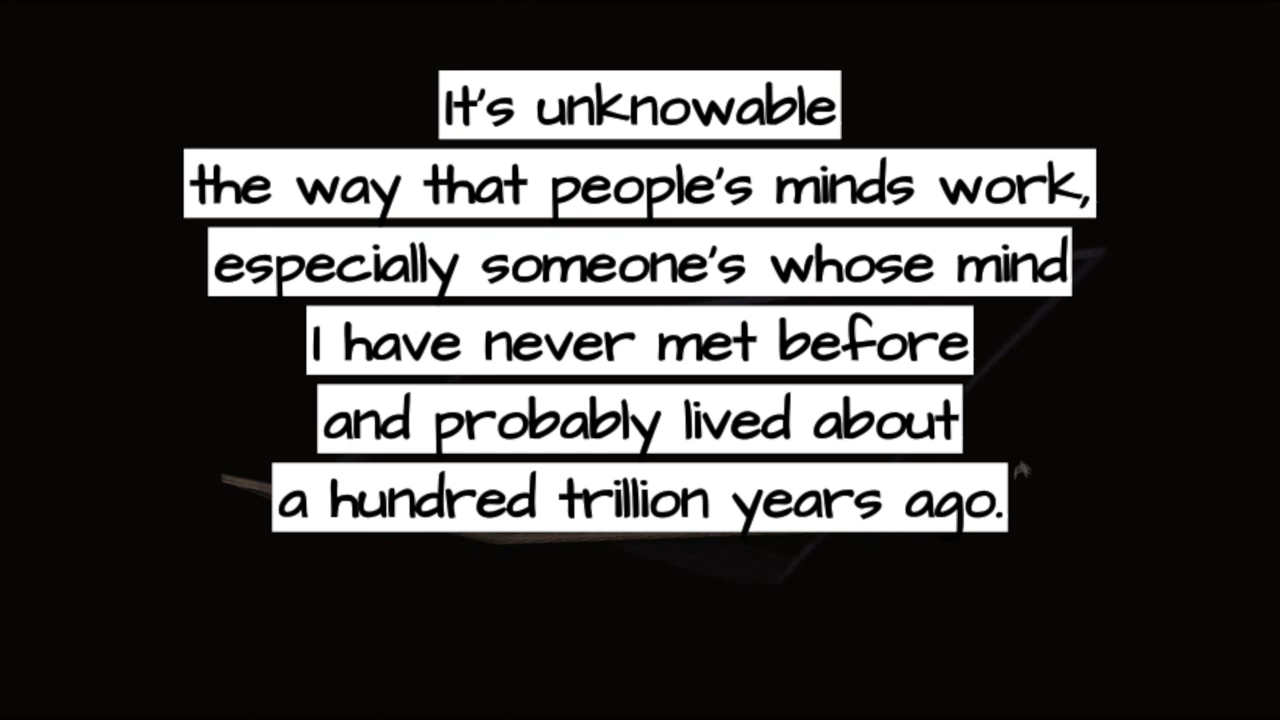 It's unknowable
the way that people's minds work,
especially someone's whose mind
I have never met before
and probably lived about
a hundred trillion years ago.